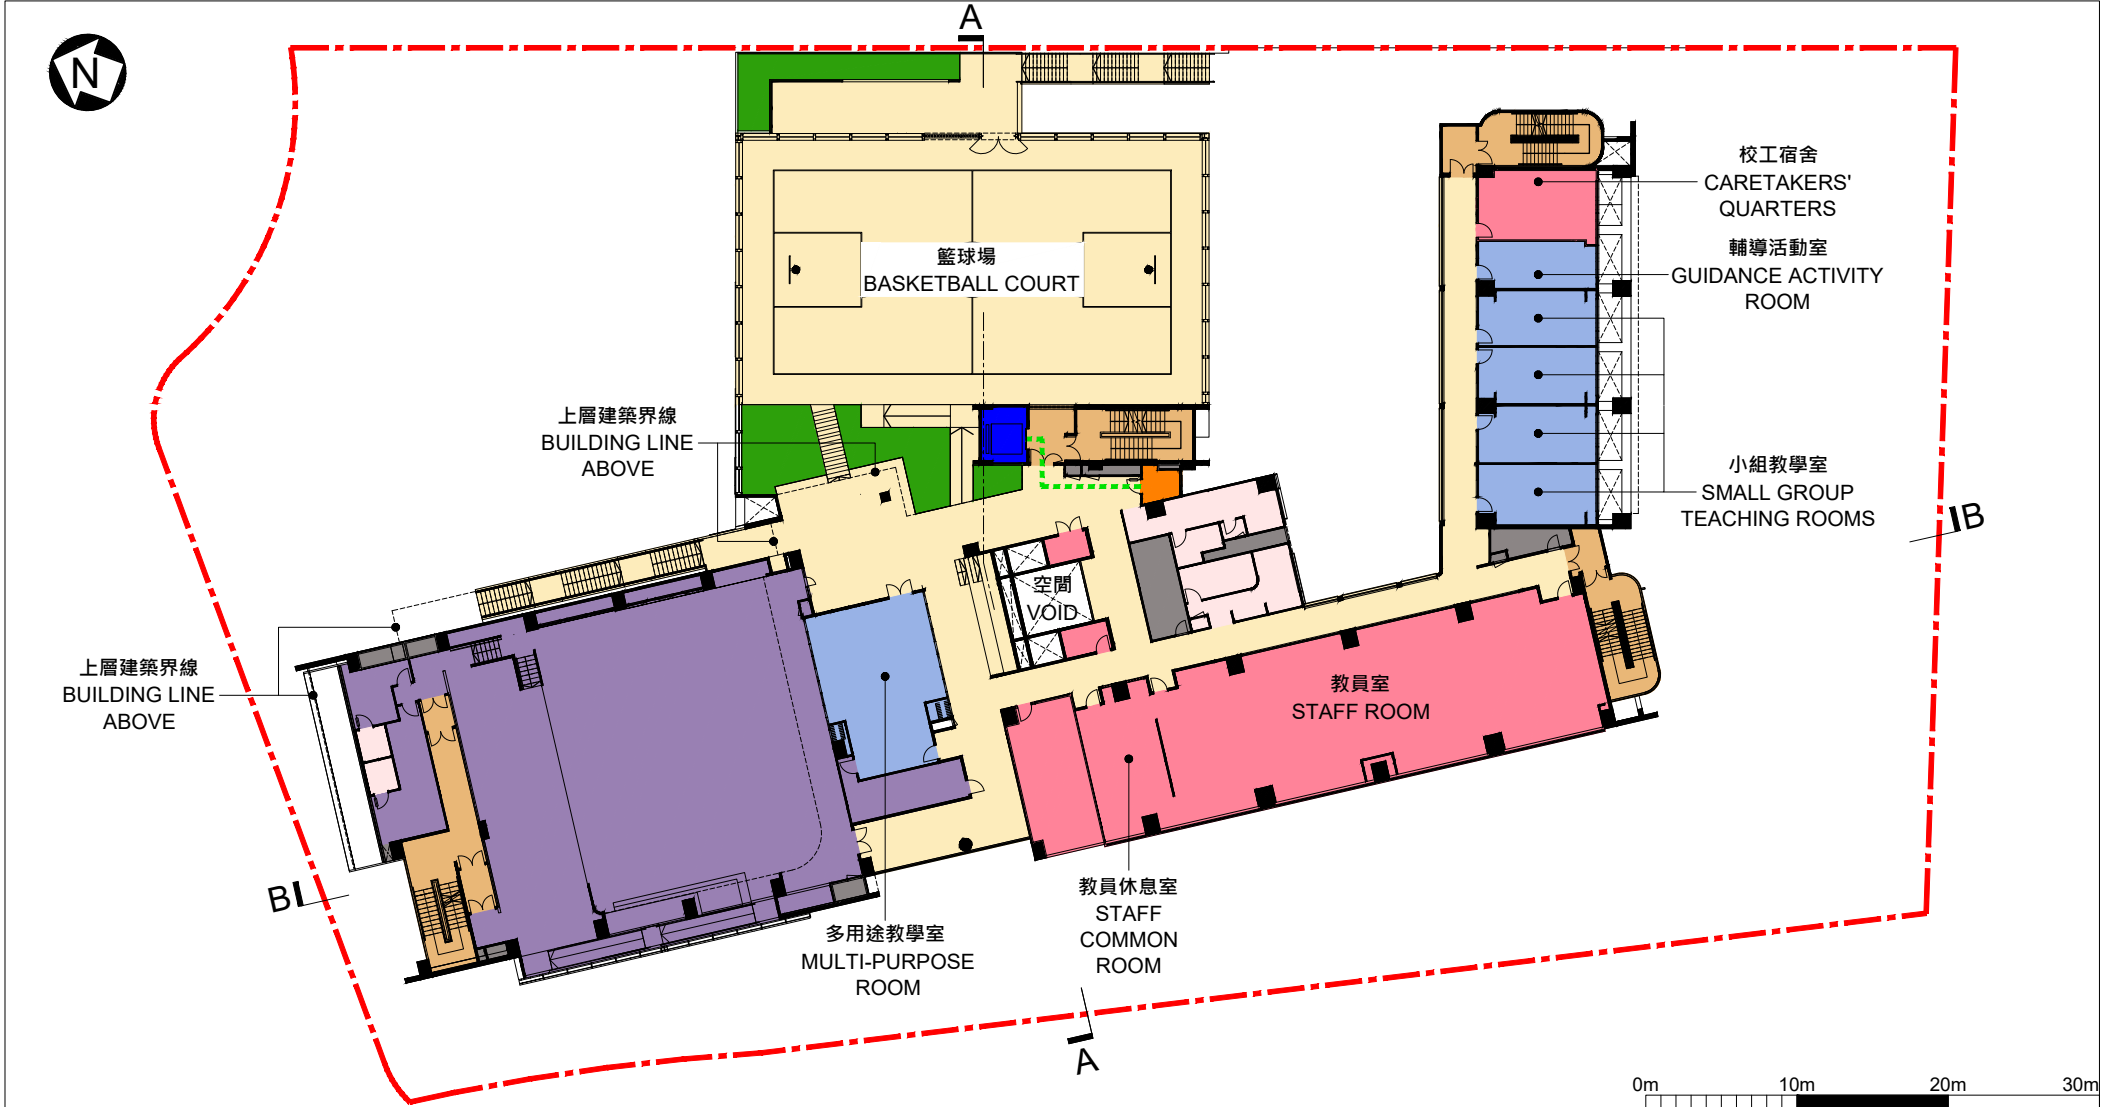 A
N
校工宿舍
CARETAKERS'
QUARTERS
輔導活動室
GUIDANCE ACTIVITY
ROOM
籃球場
BASKETBALL COURT
上層建築界線
BUILDING LINE
ABOVE
小組教學室
SMALL GROUP
TEACHING ROOMS
B
空間
VOID
上層建築界線
BUILDING LINE
ABOVE
教員室
STAFF ROOM
B
教員休息室
STAFF
COMMON
ROOM
多用途教學室
MULTI-PURPOSE
ROOM
A
0m 10m 20m 30m